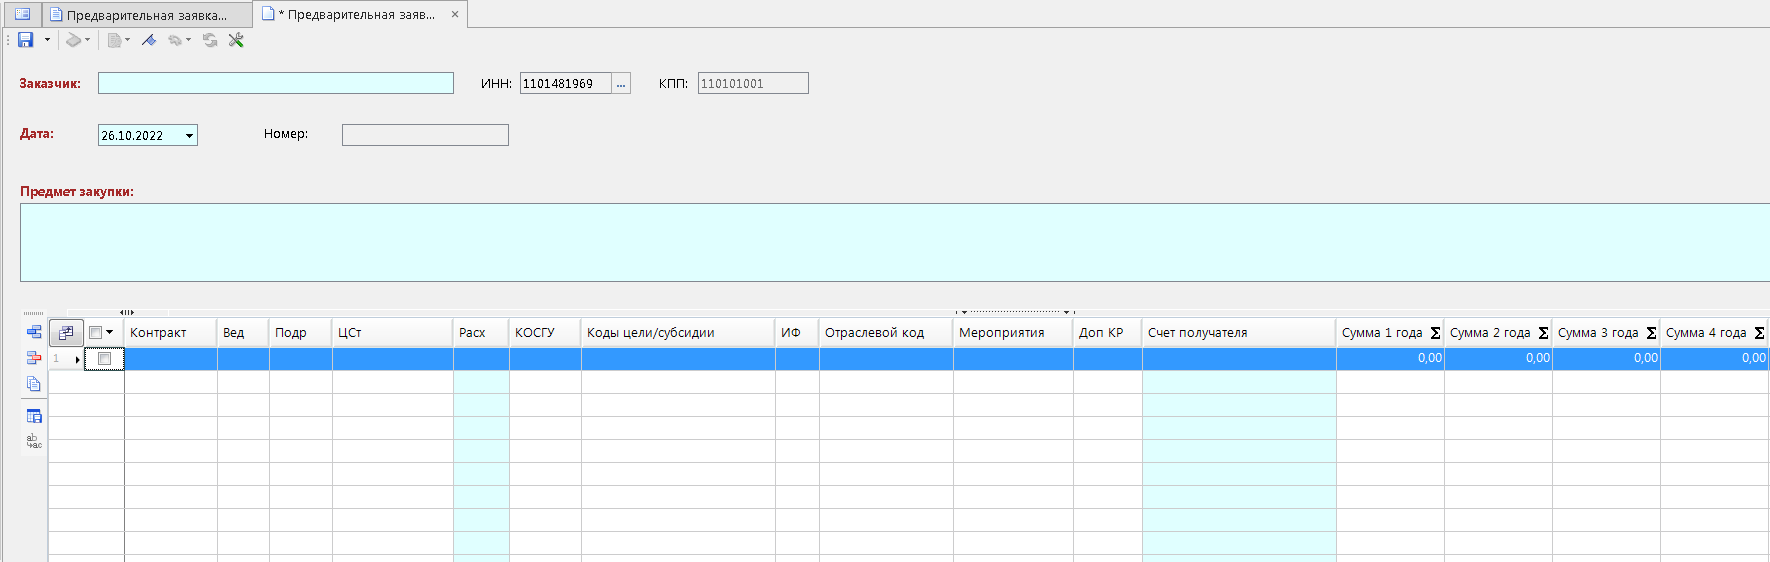 Предварительная заявка...
* Предварительная заяв...
Заказчик:
ИНН: 1101481969 ...
КПП: 110101001
Дата: 26.10.2022
Номер:
Предмет закупки:
Контракт Вед Подр ЦСт Расх КОСГУ Коды цели/субсидии ИФ Отраслевой код Мероприятия Доп КР Счет получателя Сумма 1 года Σ Сумма 2 года Σ Сумма 3 года Σ Сумма 4 года Σ
1 0,00 0,00 0,00 0,00
ab
ac